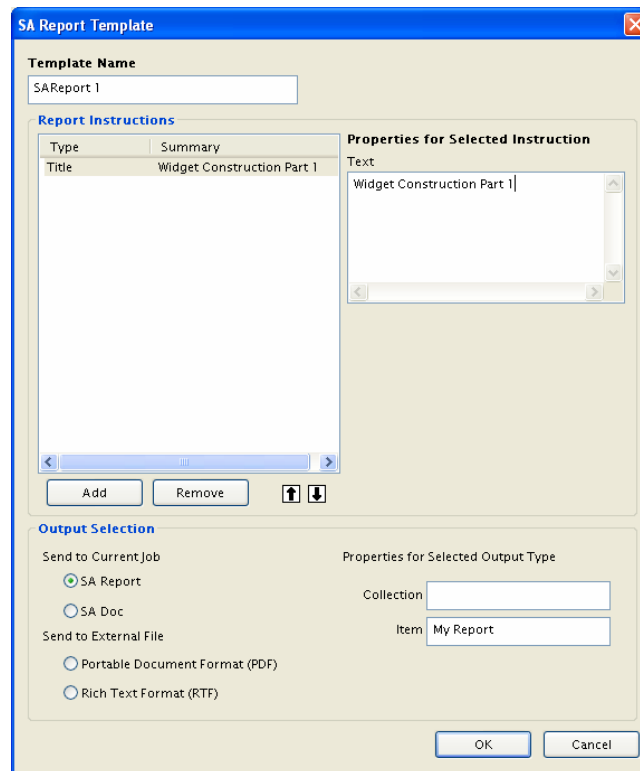 SA Report Template
Template Name
SAReport 1
Report Instructions
Type Summary
Title Widget Construction Part 1
Properties for Selected Instruction
Text
Widget Construction Part 1
Add Remove
Output Selection
Send to Current Job
SA Report
SA Doc
Send to External File
Portable Document Format (PDF)
Rich Text Format (RTF)
Properties for Selected Output Type
Collection
Item My Report
OK Cancel